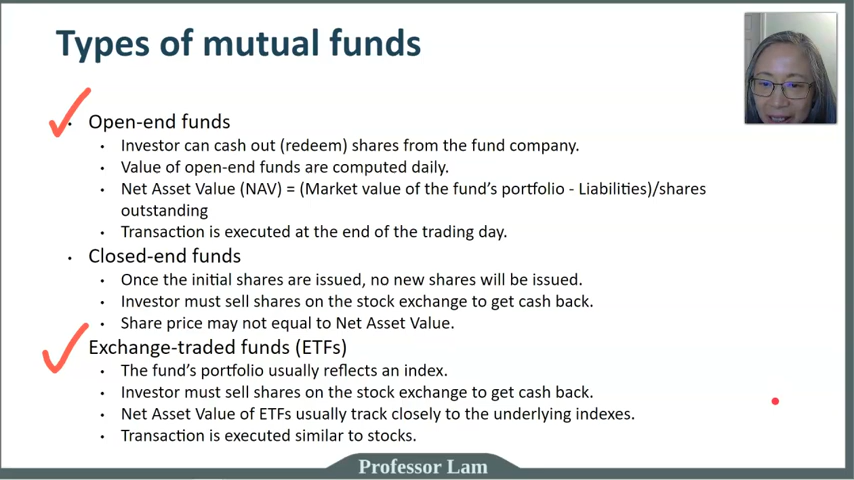 Types of mutual funds
• Open-end funds
• Investor can cash out (redeem) shares from the fund company.
• Value of open-end funds are computed daily.
• Net Asset Value (NAV) = (Market value of the fund's portfolio - Liabilities)/shares
outstanding
• Transaction is executed at the end of the trading day.
• Closed-end funds
• Once the initial shares are issued, no new shares will be issued.
• Investor must sell shares on the stock exchange to get cash back.
• Share price may not equal to Net Asset Value.
Exchange-traded funds (ETFs)
• The fund's portfolio usually reflects an index.
• Investor must sell shares on the stock exchange to get cash back.
• Net Asset Value of ETFs usually track closely to the underlying indexes.
• Transaction is executed similar to stocks.
Professor Lam